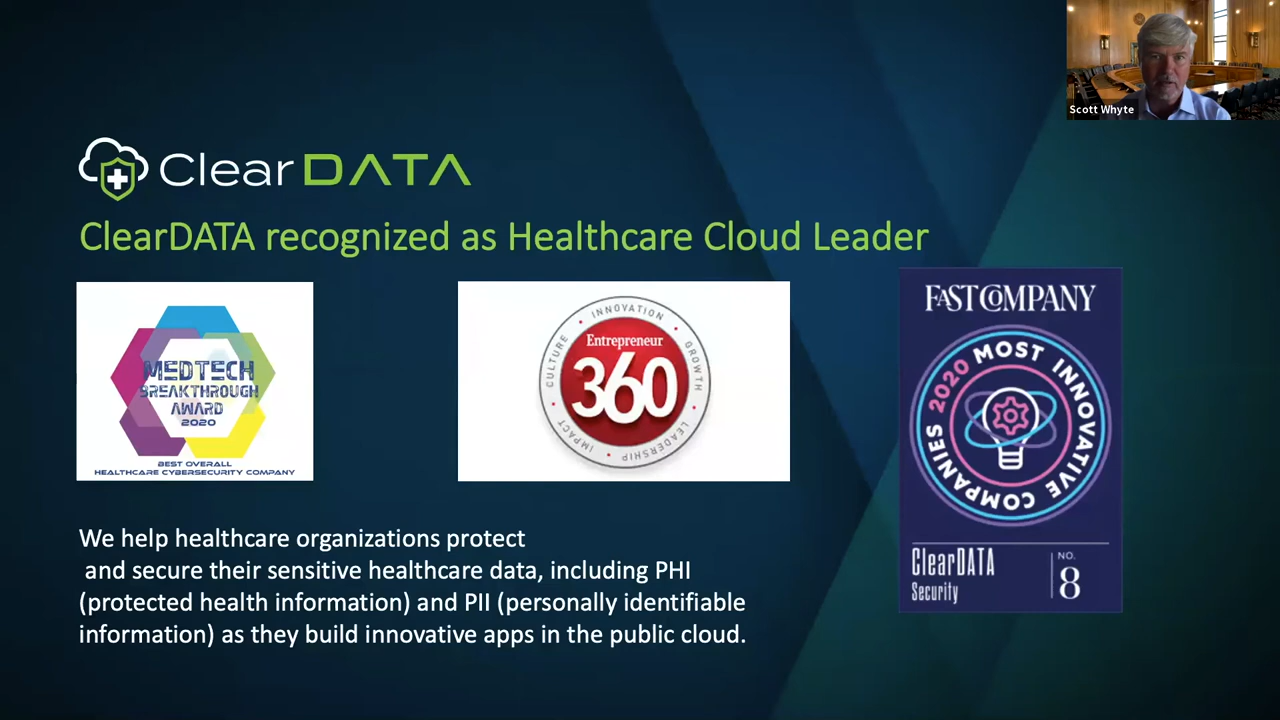 Scott Whyte
ClearDATA
ClearDATA recognized as Healthcare Cloud Leader
MEDTECH
BREAKTHROUGH
AWARD
2020
BEST OVERALL
HEALTHCARE CYBERSECURITY COMPANY
INNOVATION • GROWTH • LEADERSHIP • IMPACT • CULTURE •
Entrepreneur
360
FAST COMPANY
2020 MOST INNOVATIVE COMPANIES
ClearDATA
Security
NO.
8
We help healthcare organizations protect
and secure their sensitive healthcare data, including PHI
(protected health information) and PII (personally identifiable
information) as they build innovative apps in the public cloud.